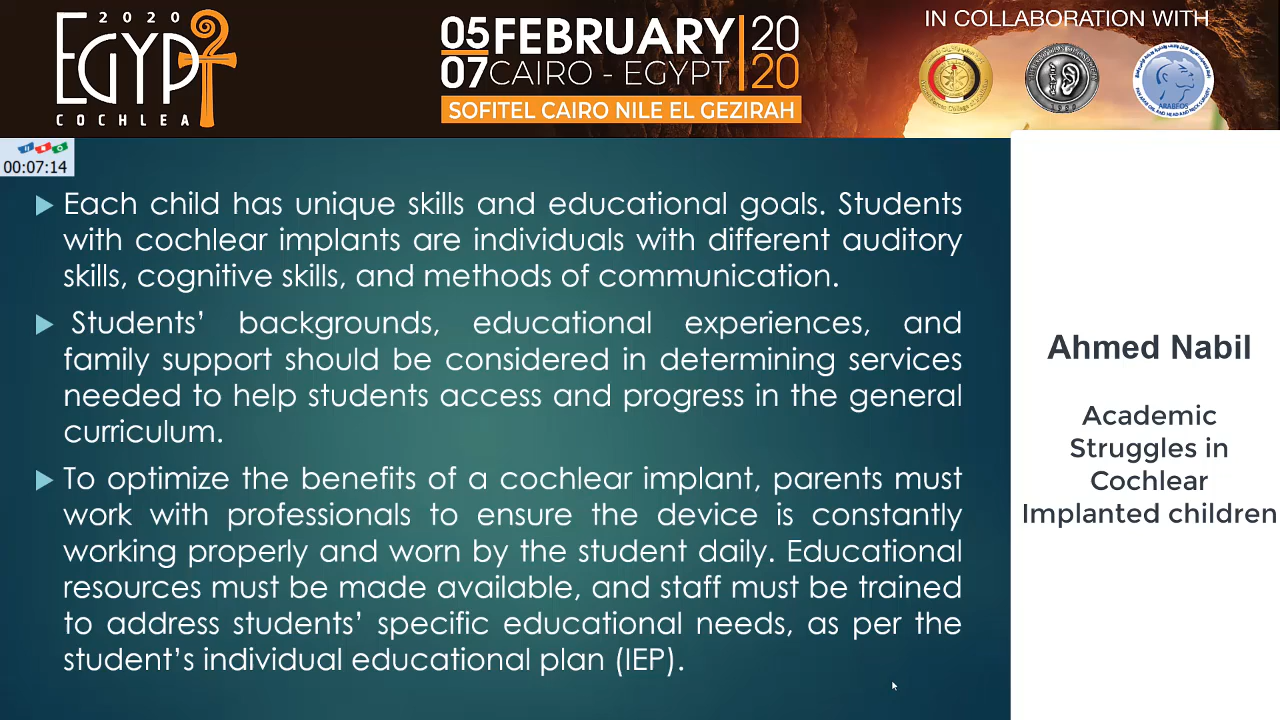 2020
EGYPT
COCHLEA
05 FEBRUARY 20
07 CAIRO - EGYPT 20
SOFITEL CAIRO NILE EL GEZIRAH
IN COLLABORATION WITH
ARABFOS
00:07:14
Each child has unique skills and educational goals. Students
with cochlear implants are individuals with different auditory
skills, cognitive skills, and methods of communication.
Students’ backgrounds, educational experiences, and
family support should be considered in determining services
needed to help students access and progress in the general
curriculum.
To optimize the benefits of a cochlear implant, parents must
work with professionals to ensure the device is constantly
working properly and worn by the student daily. Educational
resources must be made available, and staff must be trained
to address students’ specific educational needs, as per the
student’s individual educational plan (IEP).
Ahmed Nabil
Academic
Struggles in
Cochlear
Implanted children